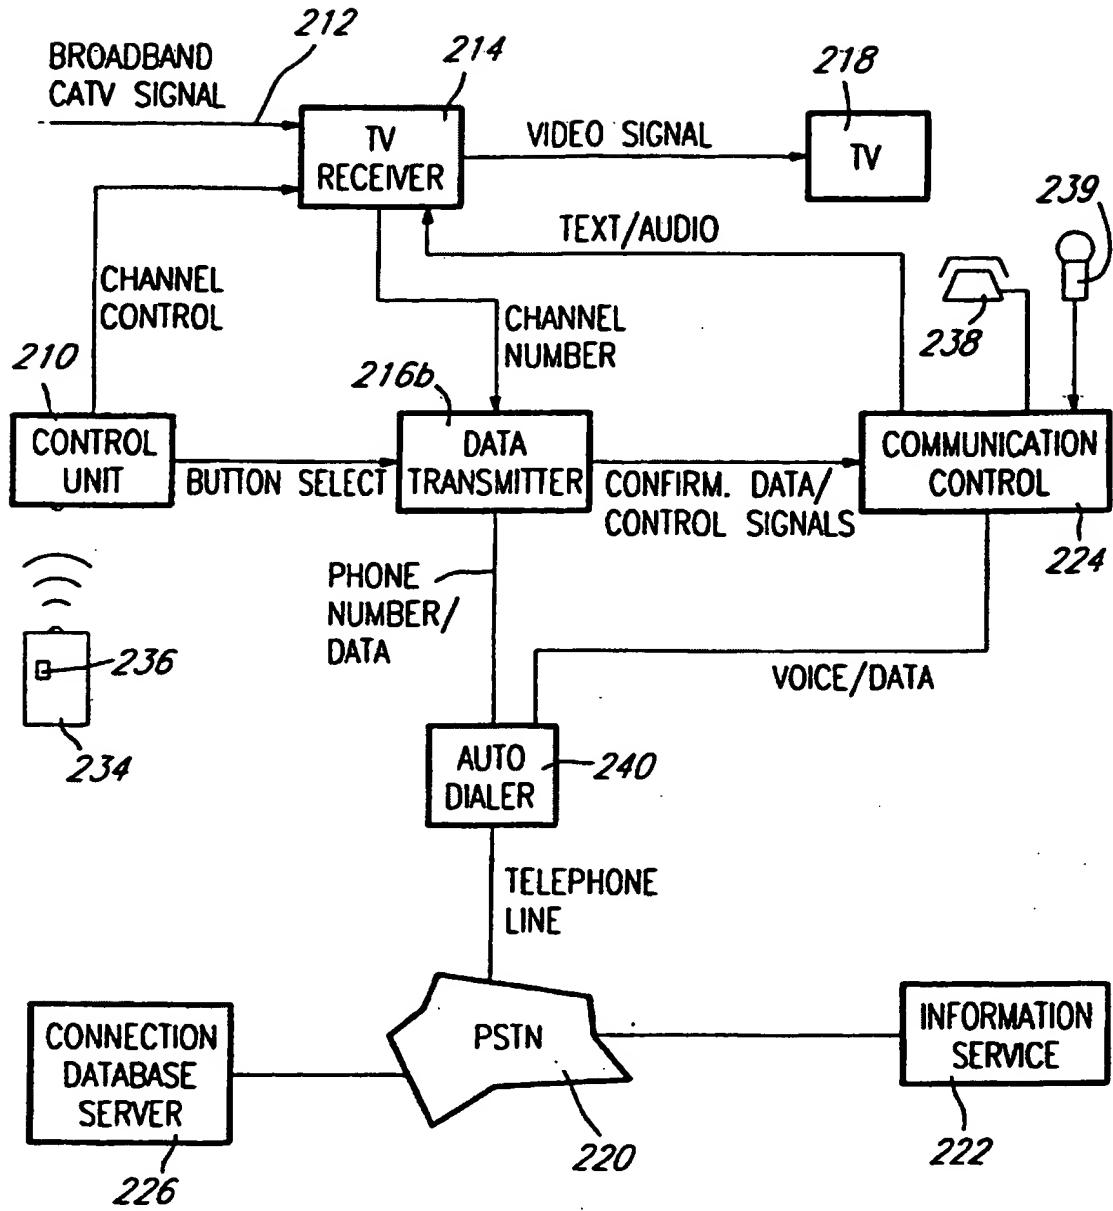 212
BROADBAND
CATV SIGNAL
214
218
TV
RECEIVER
VIDEO SIGNAL
TV
239
TEXT/AUDIO
CHANNEL
CONTROL
238
CHANNEL
NUMBER
210
216b
CONTROL
UNIT
BUTTON SELECT
DATA
TRANSMITTER
CONFIRM. DATA/
CONTROL SIGNALS
COMMUNICATION
CONTROL
224
PHONE
NUMBER/
DATA
236
VOICE/DATA
234
AUTO
DIALER
240
TELEPHONE
LINE
CONNECTION
DATABASE
SERVER
PSTN
INFORMATION
SERVICE
220
222
226